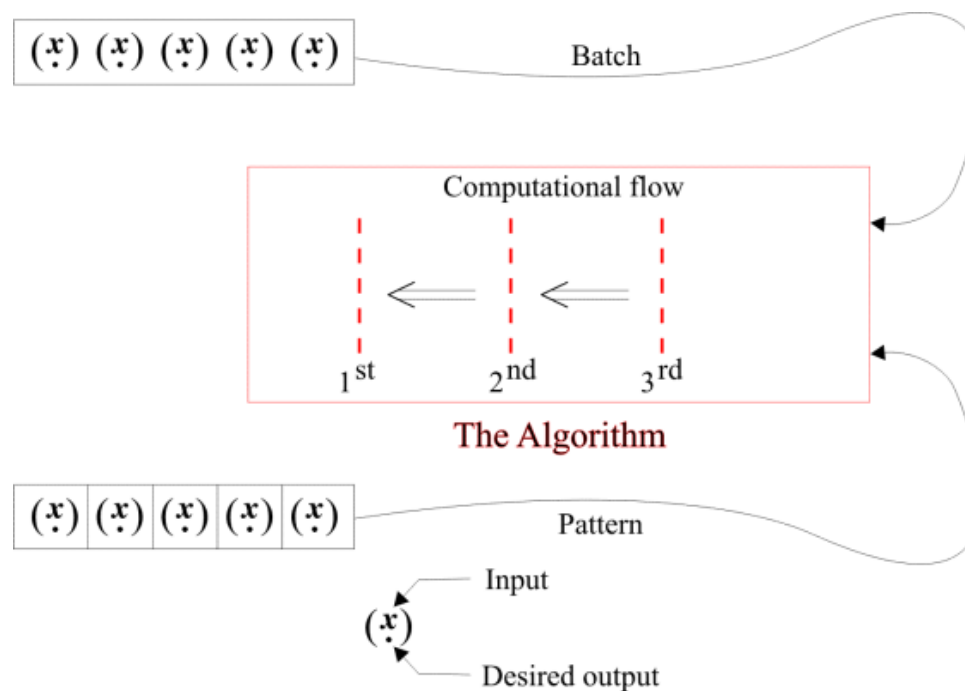 (x.) (x.) (x.) (x.) (x.)
Batch
Computational flow
1st 2nd 3rd
The Algorithm
(x.) (x.) (x.) (x.) (x.)
Pattern
Input
(x.)
Desired output